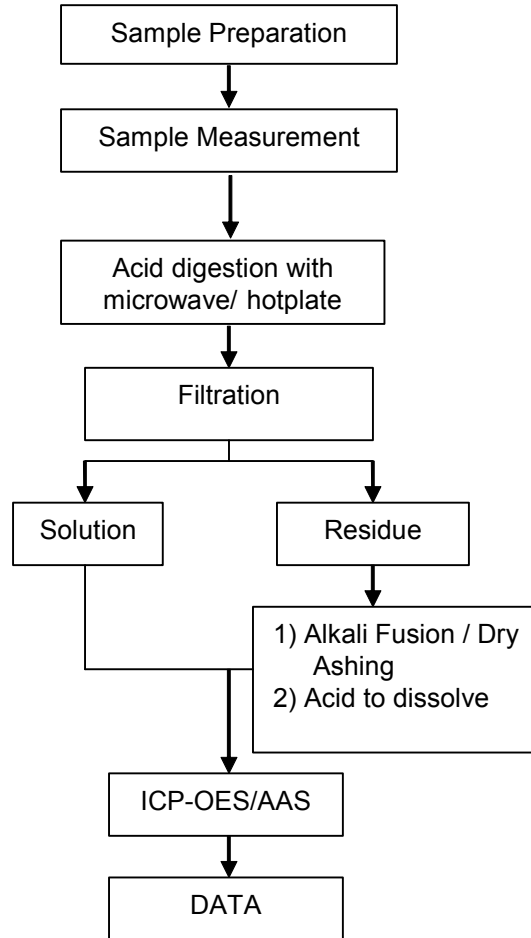 Sample Preparation
Sample Measurement
Acid digestion with
microwave/ hotplate
Filtration
Solution
Residue
1) Alkali Fusion / Dry
Ashing
2) Acid to dissolve
ICP-OES/AAS
DATA